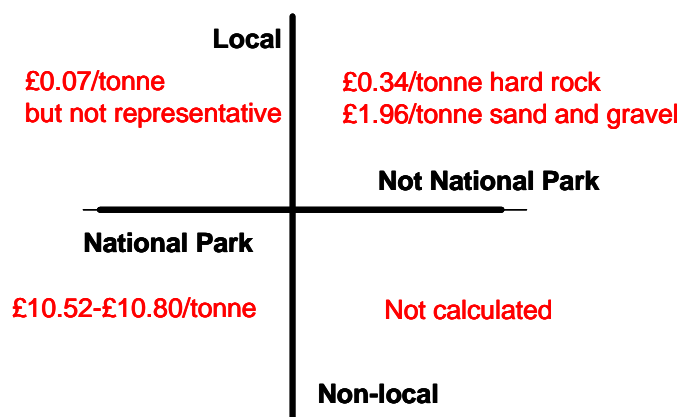 Local
£0.07/tonne
but not representative
£0.34/tonne hard rock
£1.96/tonne sand and gravel
Not National Park
National Park
£10.52-£10.80/tonne
Not calculated
Non-local